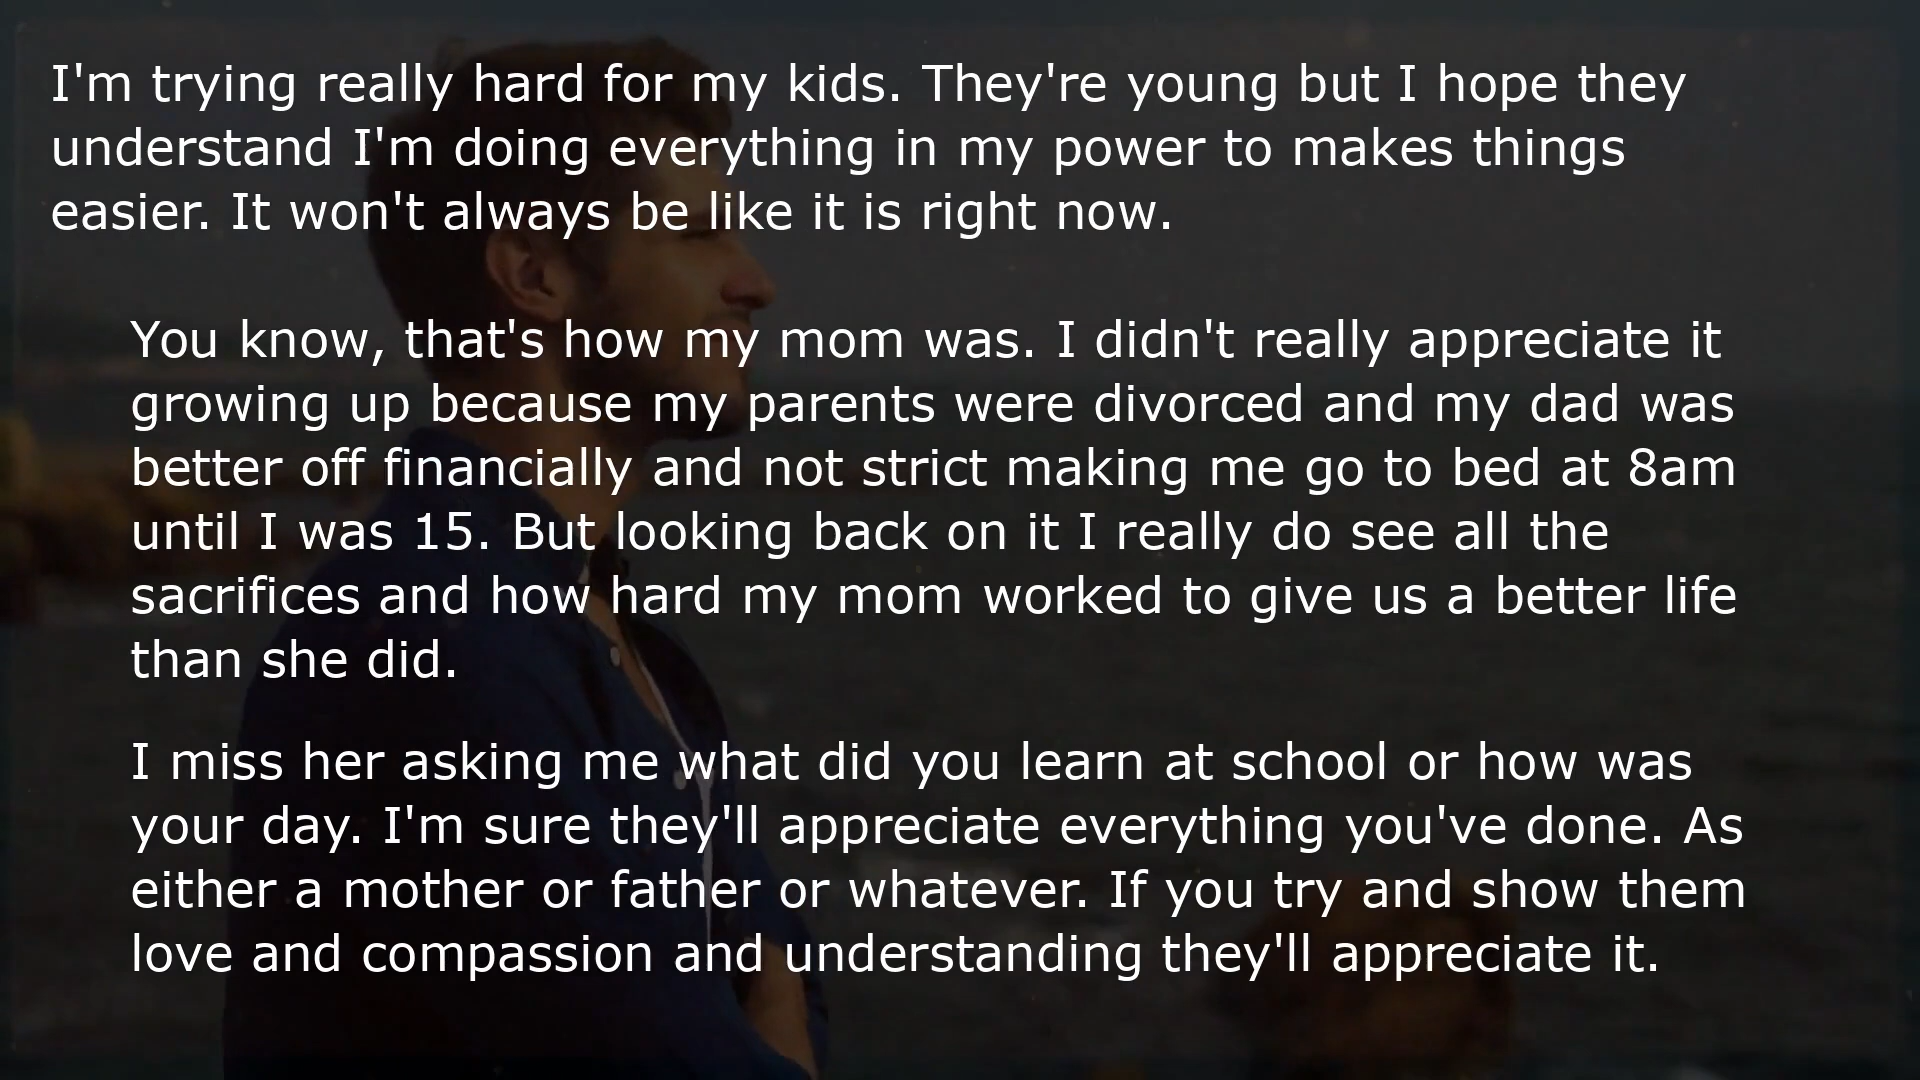 I'm trying really hard for my kids. They're young but I hope they
understand I'm doing everything in my power to makes things
easier. It won't always be like it is right now.
You know, that's how my mom was. I didn't really appreciate it
growing up because my parents were divorced and my dad was
better off financially and not strict making me go to bed at 8am
until I was 15. But looking back on it I really do see all the
sacrifices and how hard my mom worked to give us a better life
than she did.
I miss her asking me what did you learn at school or how was
your day. I'm sure they'll appreciate everything you've done. As
either a mother or father or whatever. If you try and show them
love and compassion and understanding they'll appreciate it.